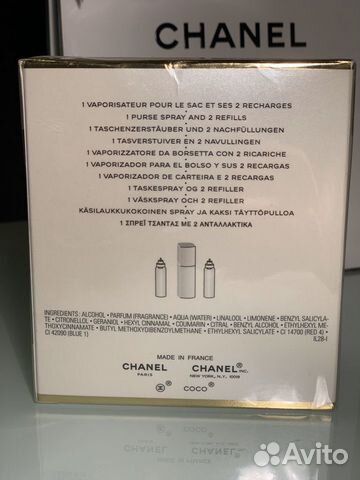 CHANEL
1 VAPORISATEUR POUR LE SAC ET SES 2 RECHARGES
1 PURSE SPRAY AND 2 REFILLS
1 TASCHENZERSTÄUBER UND 2 NACHFÜLLUNGEN
1 TASVERSTUIVER EN 2 NAVULLINGEN
1 VAPORIZZATORE DA BORSETTA CON 2 RICARICHE
1 VAPORIZADOR PARA EL BOLSO Y SUS 2 RECARGAS
1 VAPORIZADOR DE CARTEIRA E 2 RECARGAS
1 TASKESPRAY OG 2 REFILLER
1 VÄSKSPRAY OCH 2 REFILLER
KÄSILAUKKUKOKOINEN SPRAY JA KAKSI TÄYTTÖPULLOA
1 ΣΠΡΕΪ ΤΣΑΝΤΑΣ ΜΕ 2 ΑΝΤΑΛΛΑΚΤΙΚΑ
INGREDIENTS: ALCOHOL • PARFUM (FRAGRANCE) • AQUA (WATER) • LINALOOL • LIMONENE • BENZYL SALICYLA-
TE • CITRONELLOL • GERANIOL • HEXYL CINNAMAL • COUMARIN • CITRAL • BENZYL ALCOHOL • ETHYLHEXYL ME-
THOXYCINNAMATE • BUTYL METHOXYDIBENZOYLMETHANE • ETHYLHEXYL SALICYLATE • CI 14700 (RED 4) •
CI 42090 (BLUE 1) IL28-I
MADE IN FRANCE
CHANEL CHANEL INC.
PARIS NEW YORK, N.Y. 10019
COCO®
Avito